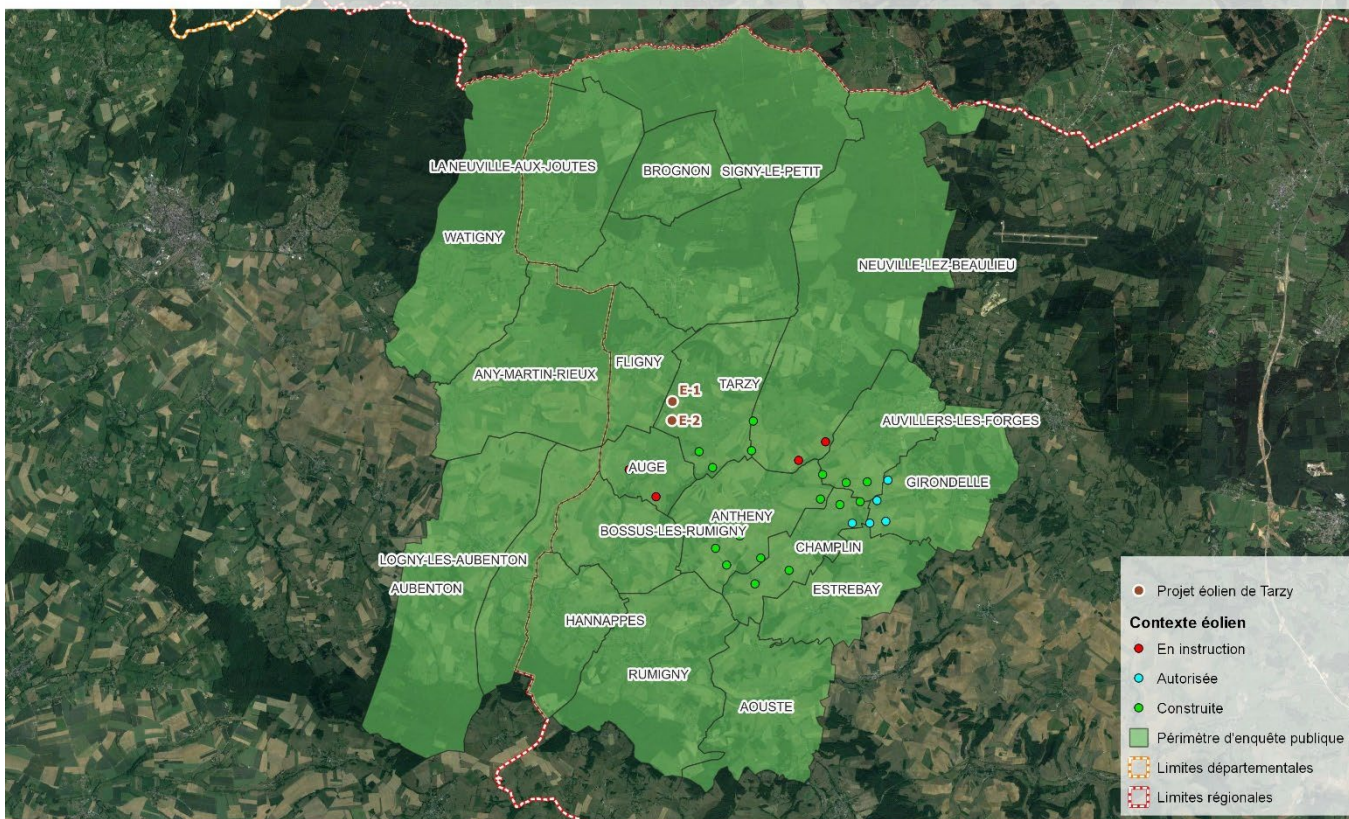 LA NEUVILLE-AUX-JOUTES
BROGNON
SIGNY-LE-PETIT
WATIGNY
NEUVILLE-LEZ-BEAULIEU
FLIGNY
ANY-MARTIN-RIEUX
TARZY
E-1
E-2
AUVILLERS-LES-FORGES
AUGE
GIRONDELLE
ANTHENY
BOSSUS-LES-RUMIGNY
CHAMPLIN
LOGNY-LES-AUBENTON
AUBENTON
ESTREBAY
HANNAPPES
RUMIGNY
AOUSTE
Projet éolien de Tarzy
Contexte éolien
En instruction
Autorisée
Construite
Périmètre d'enquête publique
Limites départementales
Limites régionales